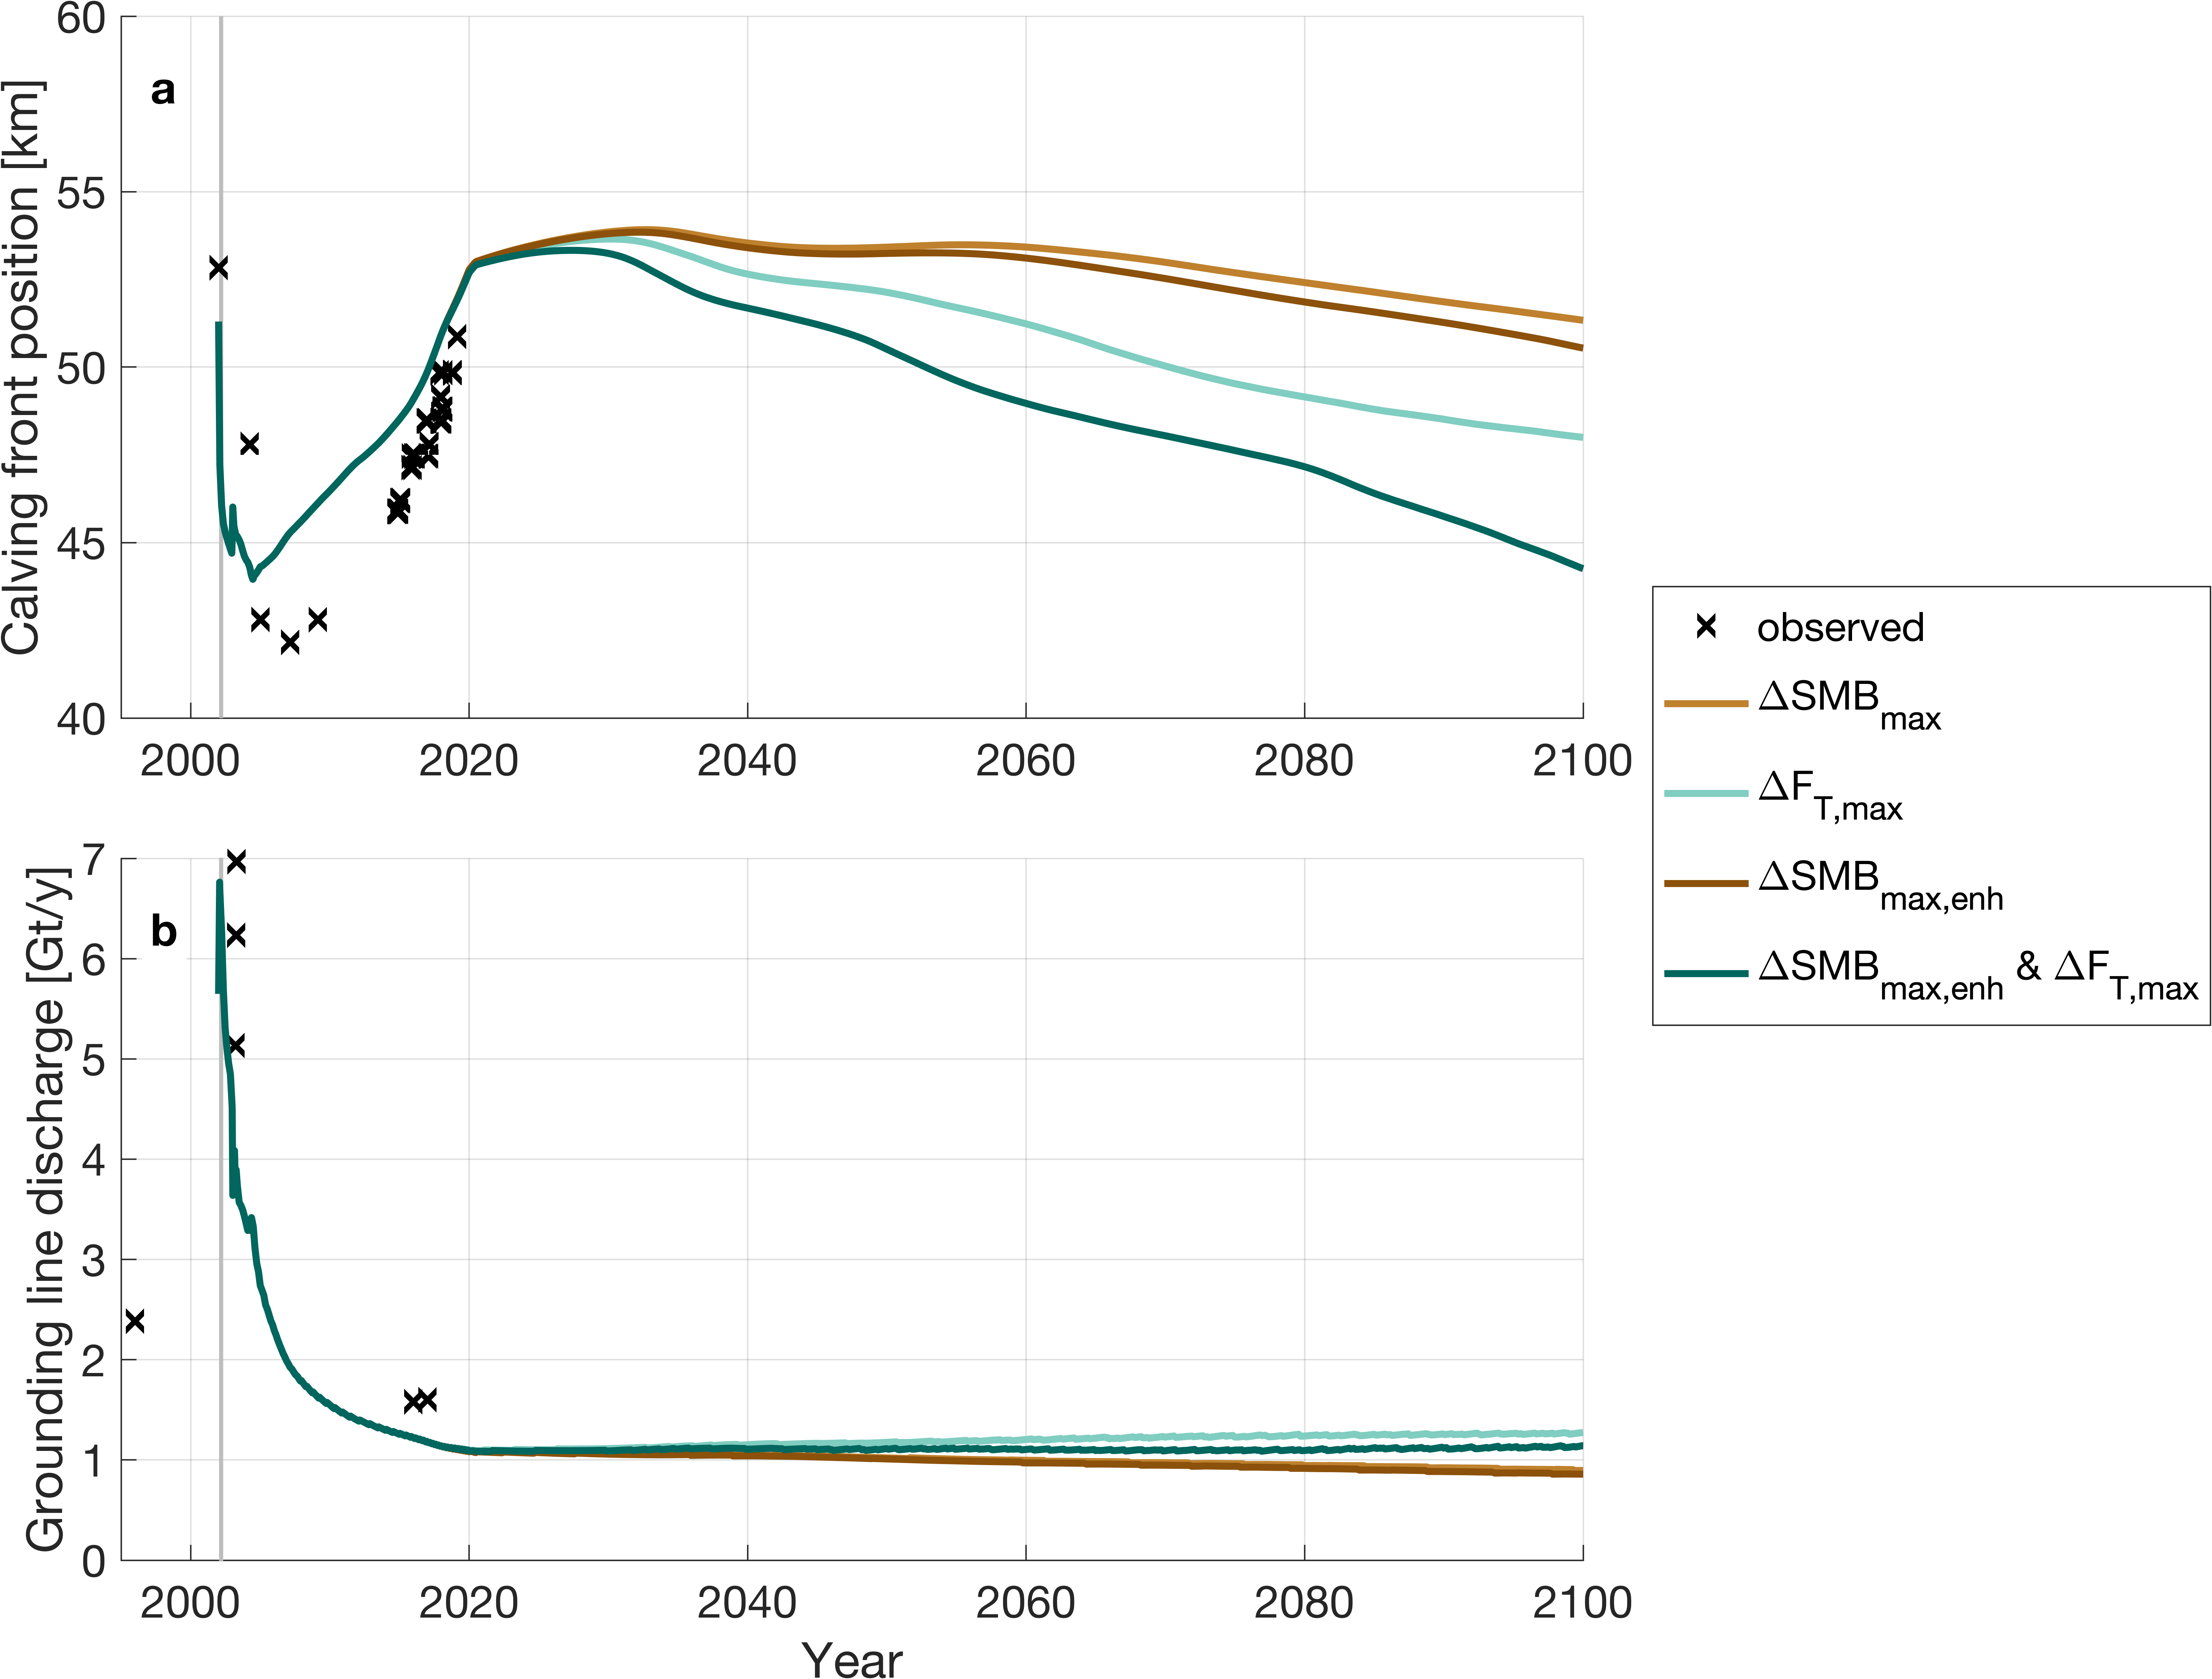 Calving front position [km]
60
55
50
45
40
a
2000 2020 2040 2060 2080 2100
Grounding line discharge [Gt/y]
7
6
5
4
3
2
1
0
b
2000 2020 2040 2060 2080 2100
Year
observed
ΔSMBmax
ΔFT,max
ΔSMBmax,enh
ΔSMBmax,enh & ΔFT,max